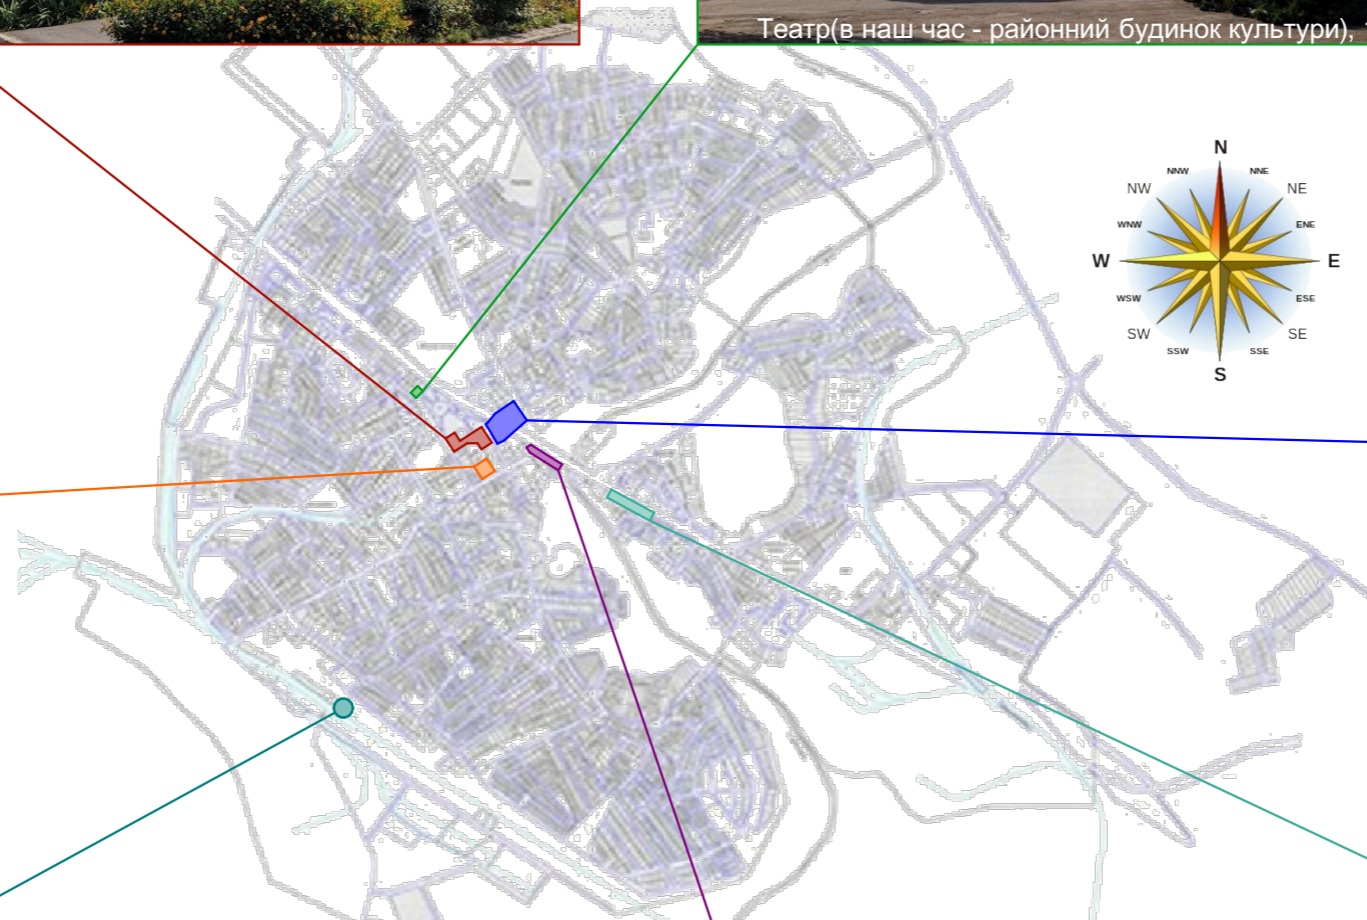 Театр(в наш час - районний будинок культури),
N
NNW
NNE
NW
NE
WNW
ENE
W
E
WSW
ESE
SW
SE
SSW
SSE
S